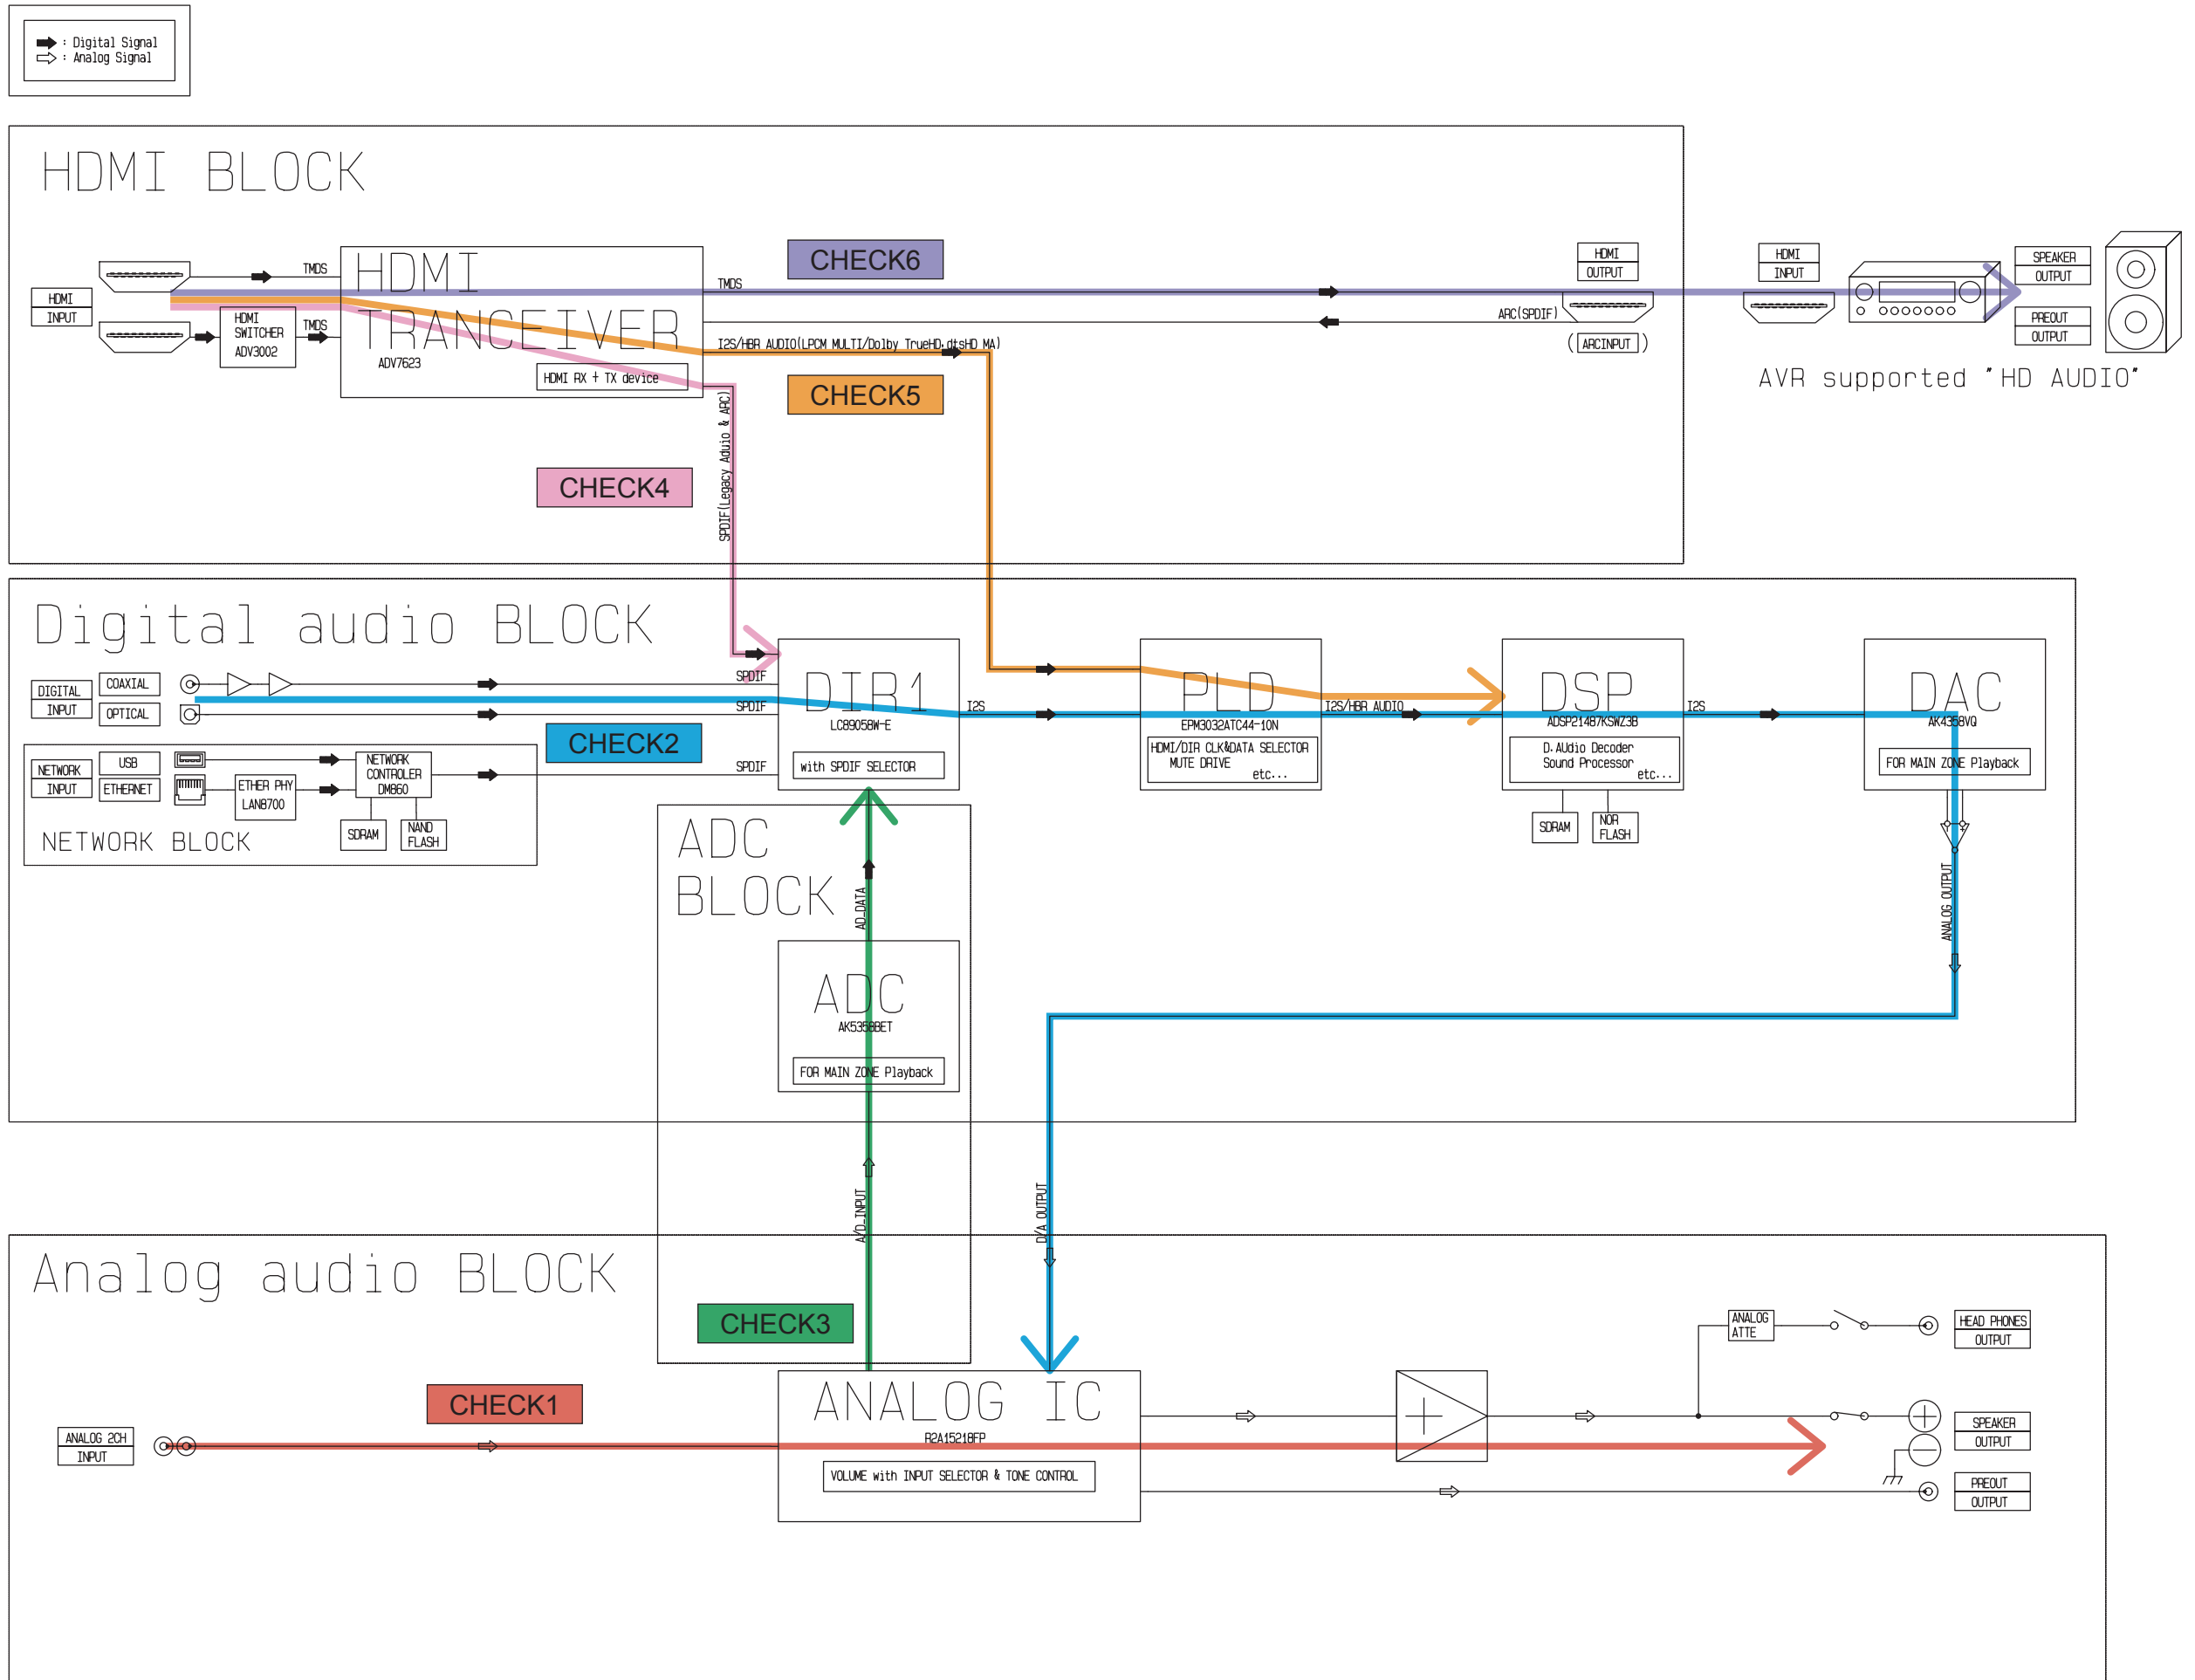 : Digital Signal
: Analog Signal
HDMI BLOCK
HDMI
INPUT
TMDS
HDMI
SWITCHER
ADV3002
TMDS
HDMI
TRANCEIVER
ADV7623
HDMI RX + TX device
CHECK6
TMDS
ARC(SPDIF)
I2S/HBR AUDIO(LPCM MULTI/Dolby TrueHD,dtsHD MA)
CHECK5
CHECK4
SPDIF(Legacy Aduio & ARC)
HDMI
OUTPUT
( ARCINPUT )
HDMI
INPUT
SPEAKER
OUTPUT
PREOUT
OUTPUT
AVR supported "HD AUDIO"
Digital audio BLOCK
DIGITAL
INPUT
COAXIAL
OPTICAL
SPDIF
SPDIF
CHECK2
NETWORK
INPUT
USB
ETHERNET
ETHER PHY
LAN8700
NETWORK
CONTROLER
DM860
SDRAM
NAND
FLASH
SPDIF
NETWORK BLOCK
DIR1
LC89058W-E
with SPDIF SELECTOR
I2S
PLD
EPM3032ATC44-10N
HDMI/DIR CLK&DATA SELECTOR
MUTE DRIVE
etc...
I2S/HBR AUDIO
DSP
ADSP21487KSWZ3B
D.AUdio Decoder
Sound Processor
etc...
SDRAM
NOR
FLASH
I2S
DAC
AK4358VQ
FOR MAIN ZONE Playback
ANALOG OUTPUT
ADC
BLOCK
AD_DATA
ADC
AK5358BET
FOR MAIN ZONE Playback
A/D_INPUT
D/A OUTPUT
CHECK3
Analog audio BLOCK
CHECK1
ANALOG 2CH
INPUT
ANALOG IC
R2A15218FP
VOLUME with INPUT SELECTOR & TONE CONTROL
ANALOG
ATTE
HEAD PHONES
OUTPUT
SPEAKER
OUTPUT
PREOUT
OUTPUT